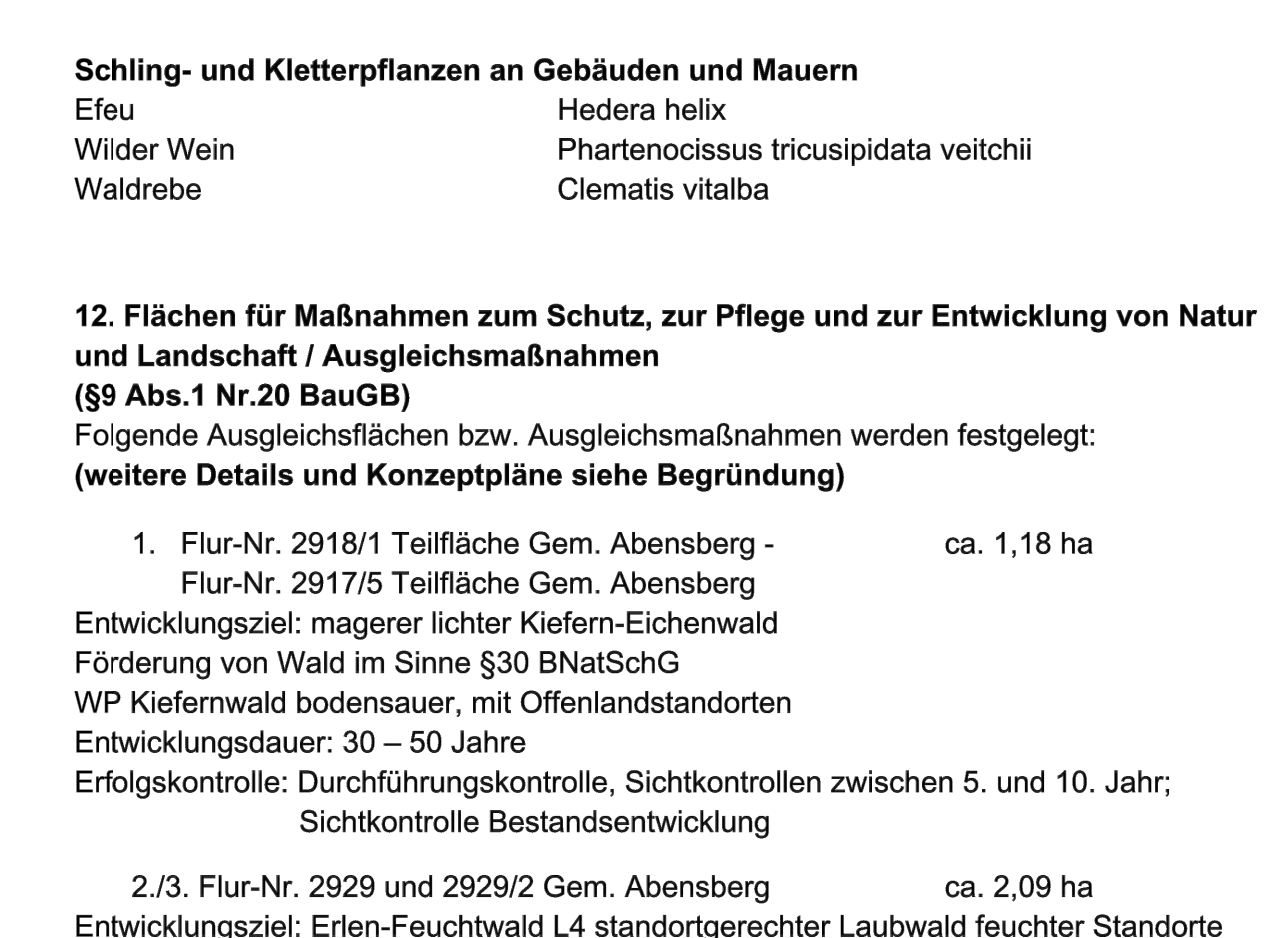 Schling- und Kletterpflanzen an Gebäuden und Mauern
Efeu Hedera helix
Wilder Wein Phartenocissus tricusipidata veitchii
Waldrebe Clematis vitalba
12. Flächen für Maßnahmen zum Schutz, zur Pflege und zur Entwicklung von Natur
und Landschaft / Ausgleichsmaßnahmen
(§9 Abs.1 Nr.20 BauGB)
Folgende Ausgleichsflächen bzw. Ausgleichsmaßnahmen werden festgelegt:
(weitere Details und Konzeptpläne siehe Begründung)
1. Flur-Nr. 2918/1 Teilfläche Gem. Abensberg - ca. 1,18 ha
Flur-Nr. 2917/5 Teilfläche Gem. Abensberg
Entwicklungsziel: magerer lichter Kiefern-Eichenwald
Förderung von Wald im Sinne §30 BNatSchG
WP Kiefernwald bodensauer, mit Offenlandstandorten
Entwicklungsdauer: 30 – 50 Jahre
Erfolgskontrolle: Durchführungskontrolle, Sichtkontrollen zwischen 5. und 10. Jahr;
Sichtkontrolle Bestandsentwicklung
2./3. Flur-Nr. 2929 und 2929/2 Gem. Abensberg ca. 2,09 ha
Entwicklungsziel: Erlen-Feuchtwald L4 standortgerechter Laubwald feuchter Standorte